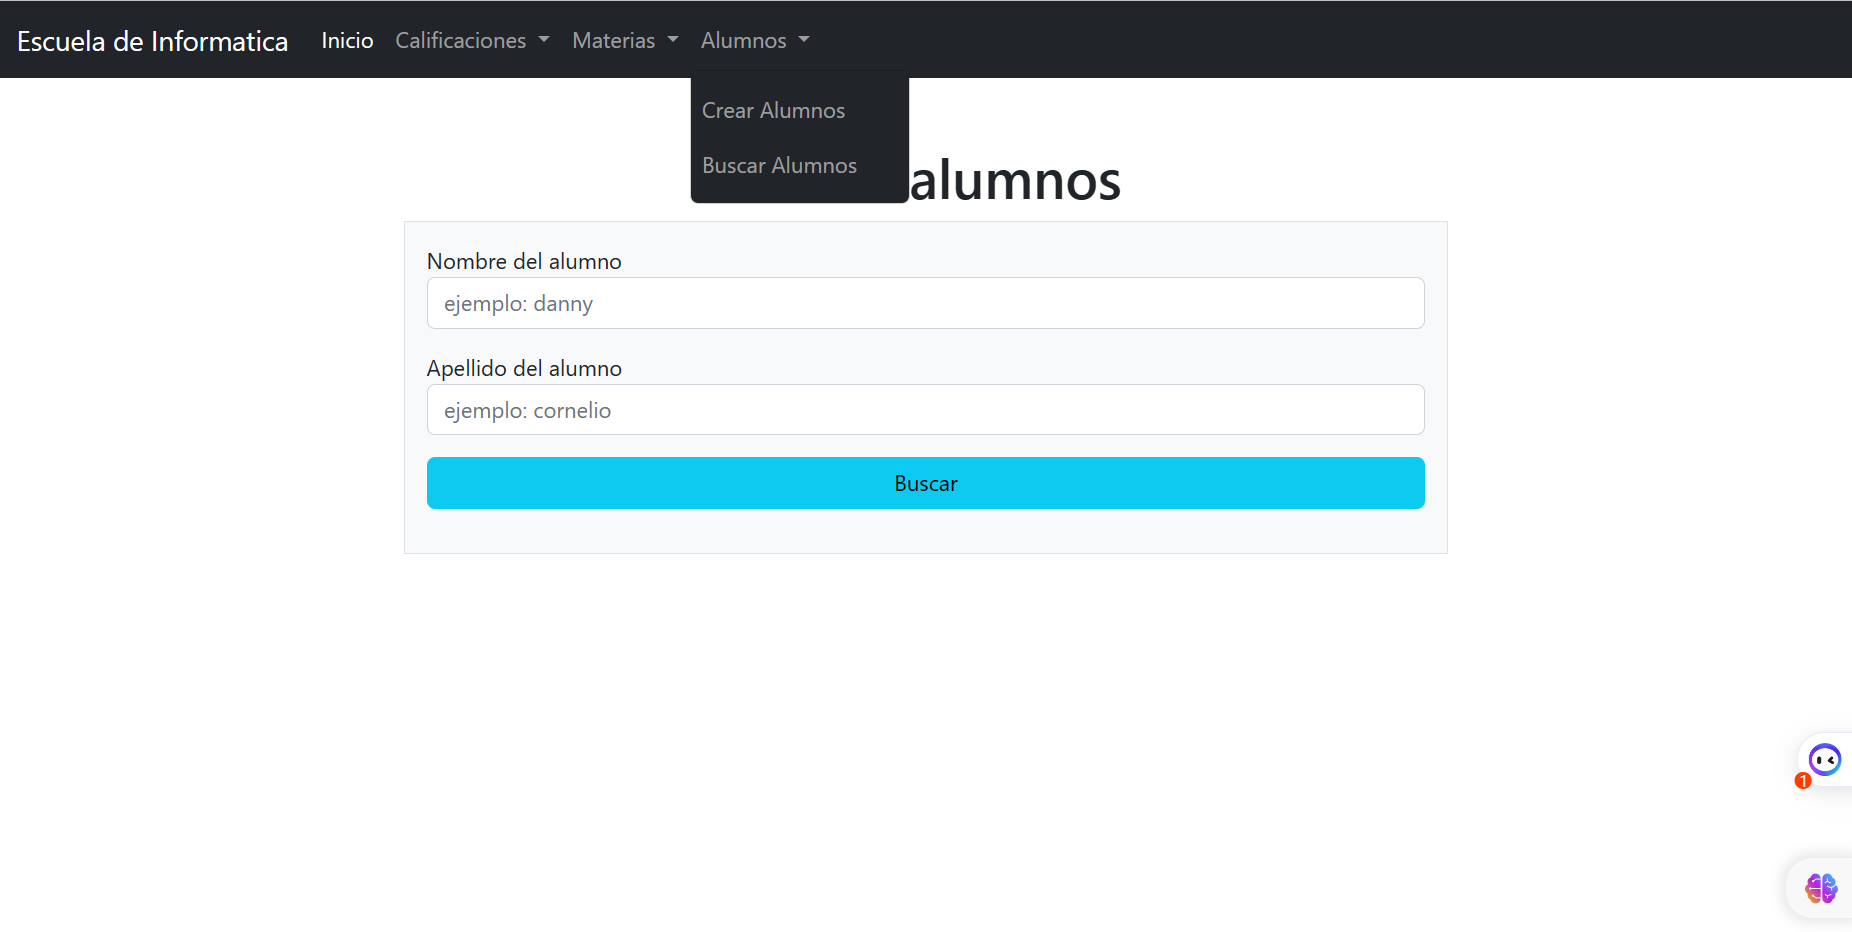 Escuela de Informatica Inicio Calificaciones Materias Alumnos
Crear Alumnos
Buscar Alumnos
alumnos
Nombre del alumno
ejemplo: danny
Apellido del alumno
ejemplo: cornelio
Buscar
1